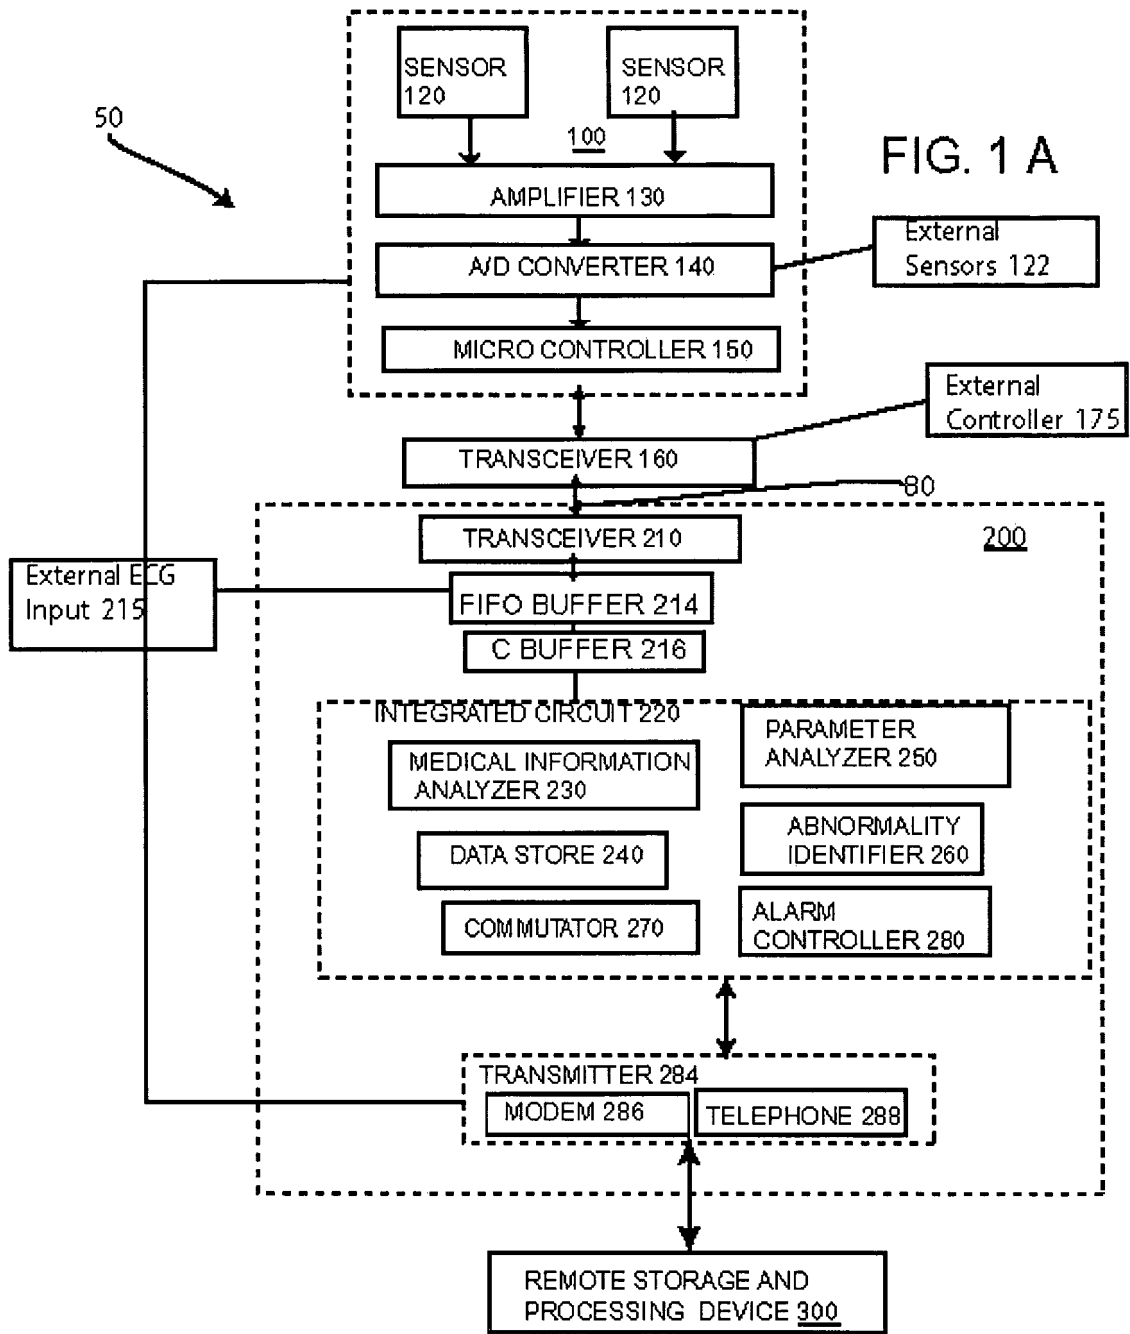 SENSOR
120
SENSOR
120
50
100
FIG. 1 A
AMPLIFIER 130
External
Sensors 122
A/D CONVERTER 140
MICRO CONTROLLER 150
External
Controller 175
TRANSCEIVER 160
80
TRANSCEIVER 210
200
External ECG
Input 215
FIFO BUFFER 214
C BUFFER 216
INTEGRATED CIRCUIT 220
PARAMETER
ANALYZER 250
MEDICAL INFORMATION
ANALYZER 230
ABNORMALITY
IDENTIFIER 260
DATA STORE 240
ALARM
CONTROLLER 280
COMMUTATOR 270
TRANSMITTER 284
MODEM 286
TELEPHONE 288
REMOTE STORAGE AND
PROCESSING DEVICE 300